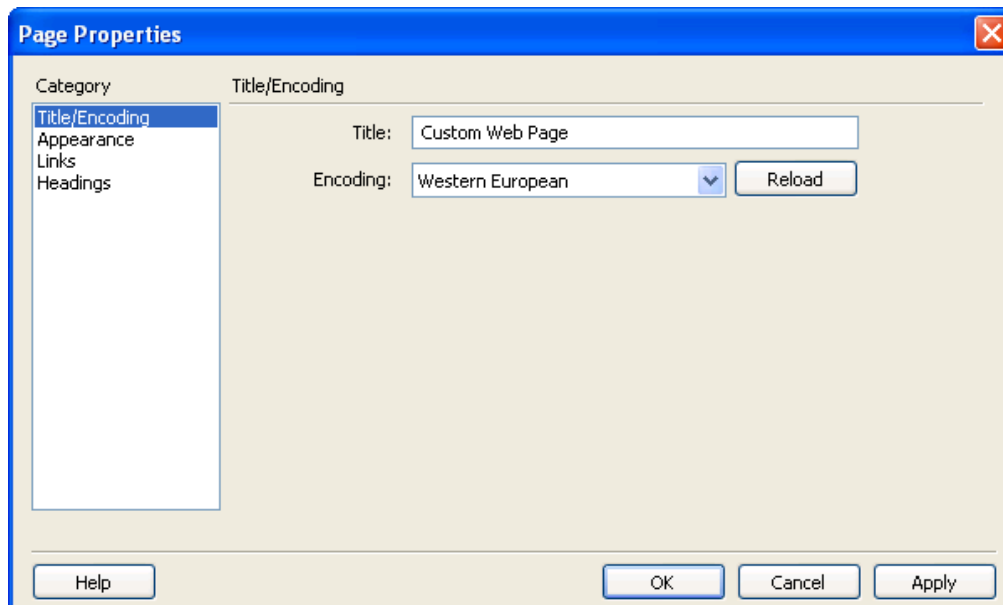 Page Properties
Category
Title/Encoding
Appearance
Links
Headings
Title/Encoding
Title: Custom Web Page
Encoding: Western European Reload
Help OK Cancel Apply